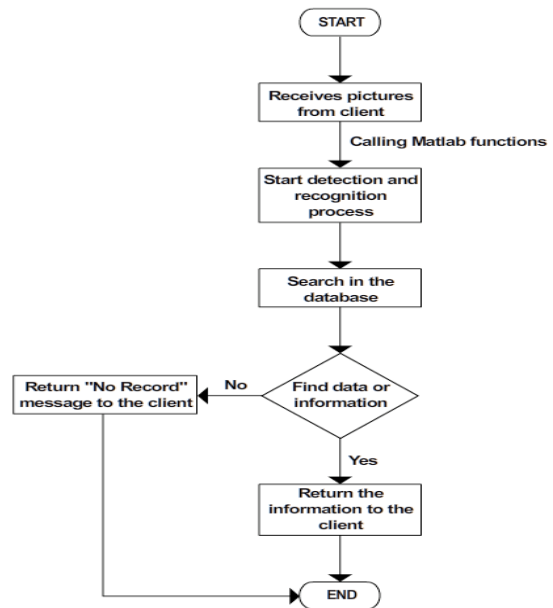 START
Receives pictures
from client
Calling Matlab functions
Start detection and
recognition
process
Search in the
database
Find data or
information
No
Return "No Record"
message to the client
Yes
Return the
information to the
client
END